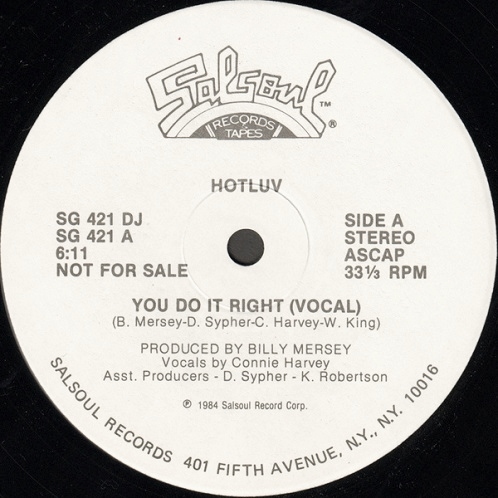 Salsoul™
RECORDS & TAPES®
HOTLUV
SG 421 DJ
SG 421 A
6:11
NOT FOR SALE
SIDE A
STEREO
ASCAP
33⅓ RPM
YOU DO IT RIGHT (VOCAL)
(B. Mersey-D. Sypher-C. Harvey-W. King)
PRODUCED BY BILLY MERSEY
Vocals by Connie Harvey
Asst. Producers - D. Sypher - K. Robertson
℗ 1984 Salsoul Record Corp.
SALSOUL RECORDS 401 FIFTH AVENUE, N.Y., N.Y. 10016